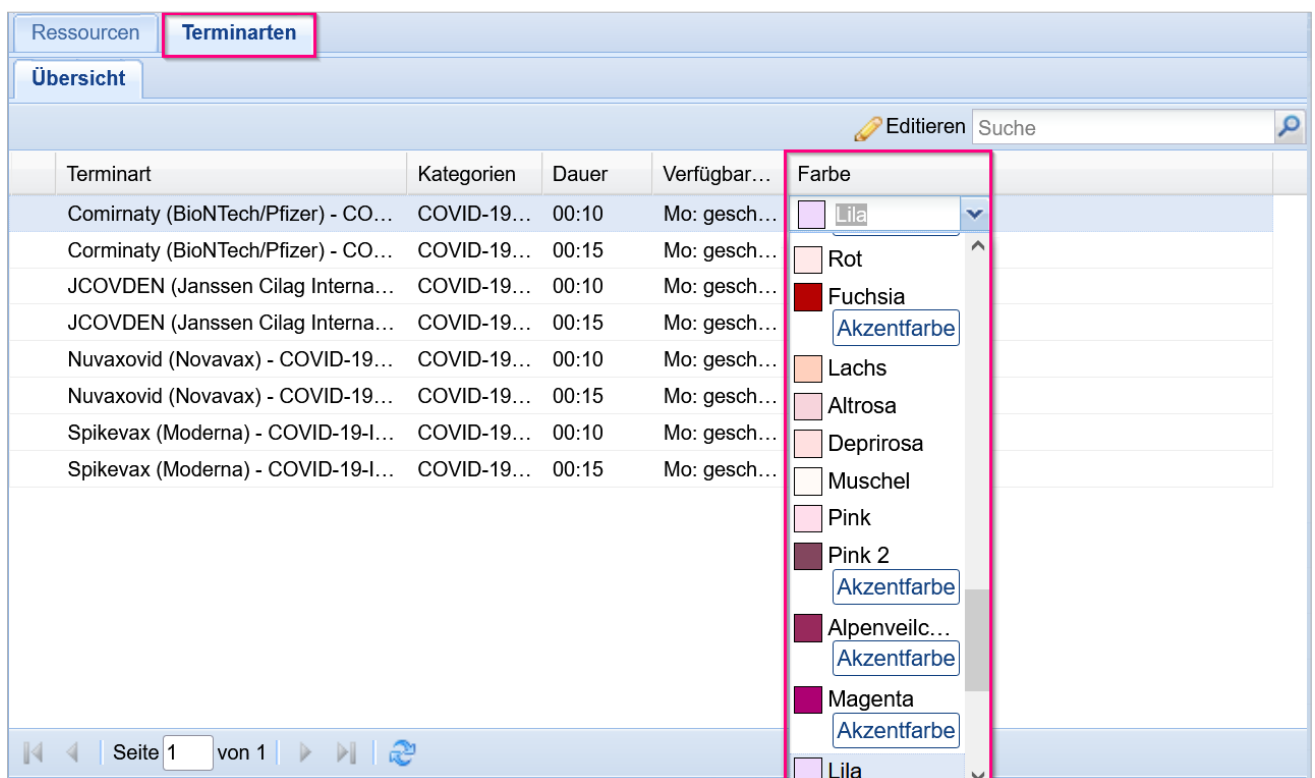 Ressourcen Terminarten
Übersicht
Editieren Suche
Terminart Kategorien Dauer Verfügbar... Farbe
Comirnaty (BioNTech/Pfizer) - CO... COVID-19... 00:10 Mo: gesch... Lila
Corminaty (BioNTech/Pfizer) - CO... COVID-19... 00:15 Mo: gesch...
Rot
JCOVDEN (Janssen Cilag Interna... COVID-19... 00:10 Mo: gesch...
Fuchsia
JCOVDEN (Janssen Cilag Interna... COVID-19... 00:15 Mo: gesch...
Akzentfarbe
Nuvaxovid (Novavax) - COVID-19... COVID-19... 00:10 Mo: gesch...
Lachs
Nuvaxovid (Novavax) - COVID-19... COVID-19... 00:15 Mo: gesch...
Altrosa
Spikevax (Moderna) - COVID-19-I... COVID-19... 00:10 Mo: gesch...
Deprirosa
Spikevax (Moderna) - COVID-19-I... COVID-19... 00:15 Mo: gesch...
Muschel
Pink
Pink 2
Akzentfarbe
Alpenveilc...
Akzentfarbe
Magenta
Akzentfarbe
Seite 1 von 1
Lila